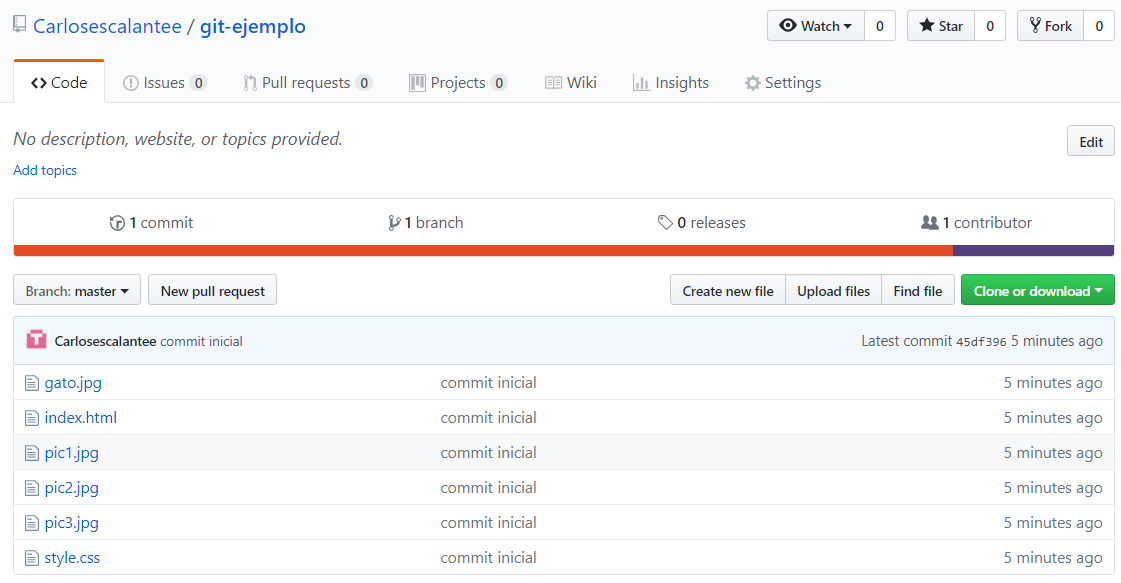 Carlosescalantee / git-ejemplo Watch 0 Star 0 Fork 0
Code Issues 0 Pull requests 0 Projects 0 Wiki Insights Settings
No description, website, or topics provided. Edit
Add topics
1 commit 1 branch 0 releases 1 contributor
Branch: master New pull request Create new file Upload files Find file Clone or download
Carlosescalantee commit inicial Latest commit 45df396 5 minutes ago
gato.jpg commit inicial 5 minutes ago
index.html commit inicial 5 minutes ago
pic1.jpg commit inicial 5 minutes ago
pic2.jpg commit inicial 5 minutes ago
pic3.jpg commit inicial 5 minutes ago
style.css commit inicial 5 minutes ago